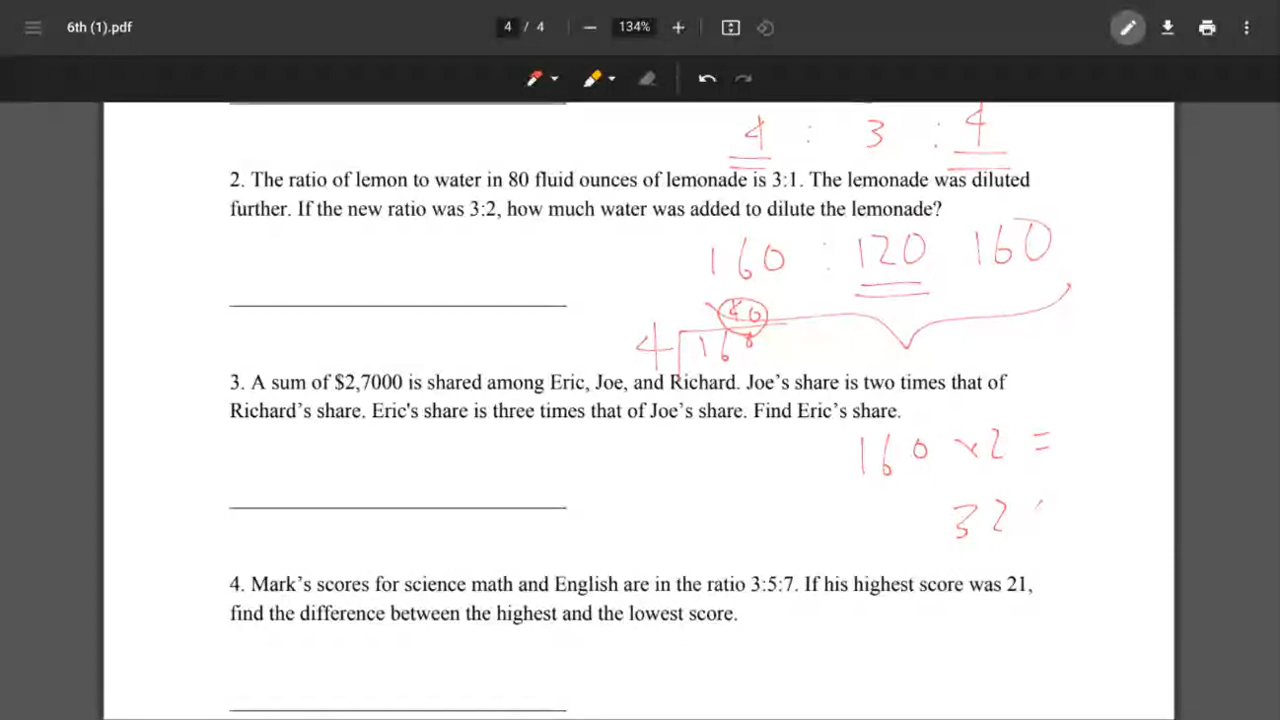 6th (1).pdf
4 / 4
134%
4 : 3 : 4
2. The ratio of lemon to water in 80 fluid ounces of lemonade is 3:1. The lemonade was diluted
further. If the new ratio was 3:2, how much water was added to dilute the lemonade?
160 : 120 160
40
4 160
3. A sum of $2,7000 is shared among Eric, Joe, and Richard. Joe’s share is two times that of
Richard’s share. Eric's share is three times that of Joe’s share. Find Eric’s share.
160 x 2 =
32
4. Mark’s scores for science math and English are in the ratio 3:5:7. If his highest score was 21,
find the difference between the highest and the lowest score.